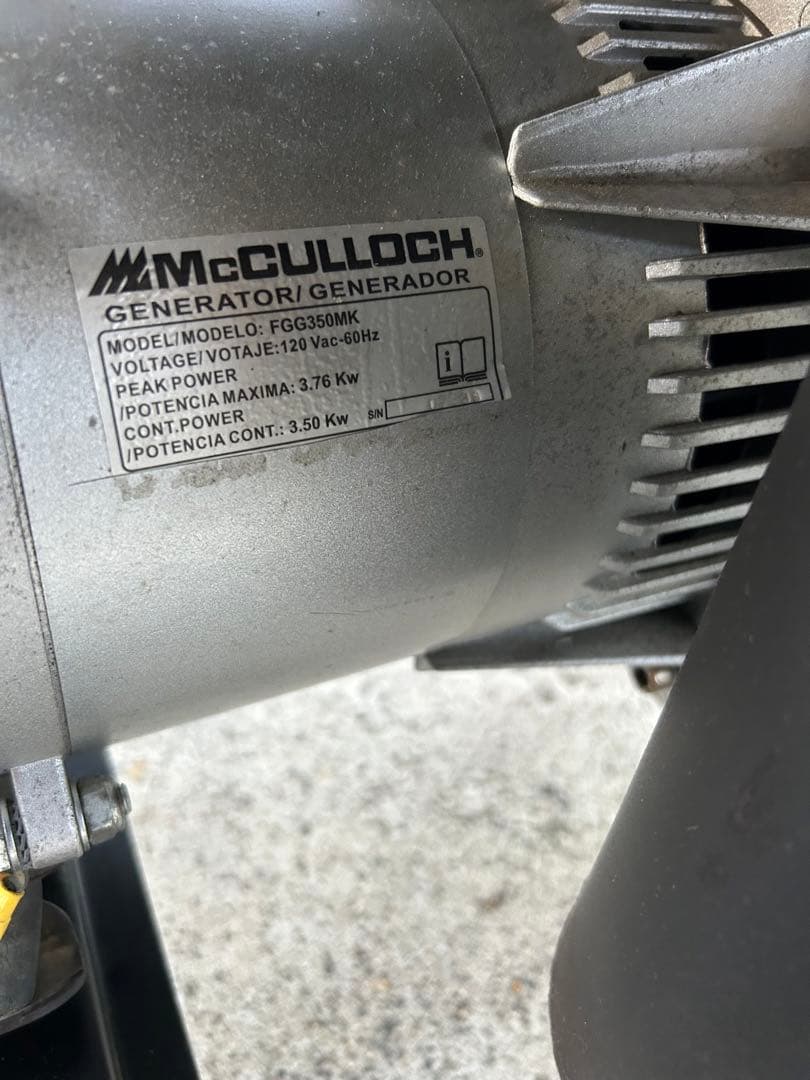 McCULLOCH®
GENERATOR/ GENERADOR
MODEL/MODELO: FGG350MK
VOLTAGE/VOTAJE:120 Vac-60Hz
PEAK POWER
/POTENCIA MAXIMA: 3.76 Kw
CONT.POWER
/POTENCIA CONT.: 3.50 Kw
S/N
i